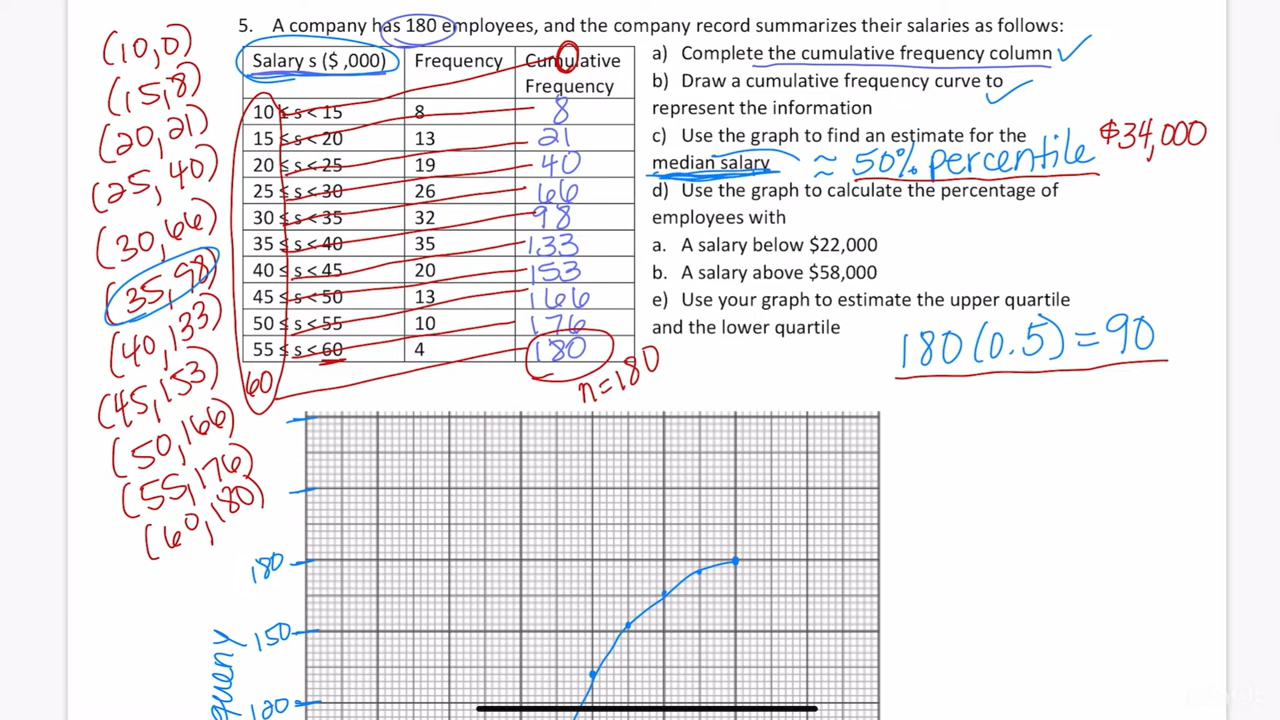 5. A company has 180 employees, and the company record summarizes their salaries as follows:
Salary s ($ ,000) Frequency Cumulative Frequency
0
10 ≤ s < 15 8 8
15 ≤ s < 20 13 21
20 ≤ s < 25 19 40
25 ≤ s < 30 26 66
30 ≤ s < 35 32 98
35 ≤ s < 40 35 133
40 ≤ s < 45 20 153
45 ≤ s < 50 13 166
50 ≤ s < 55 10 176
55 ≤ s < 60 4 180
60
n=180
(10,0)
(15,8)
(20,21)
(25,40)
(30,66)
(35,98)
(40,133)
(45,153)
(50,166)
(55,176)
(60,180)
a) Complete the cumulative frequency column
b) Draw a cumulative frequency curve to
represent the information
c) Use the graph to find an estimate for the
median salary ≈ 50% percentile $34,000
d) Use the graph to calculate the percentage of
employees with
a. A salary below $22,000
b. A salary above $58,000
e) Use your graph to estimate the upper quartile
and the lower quartile
180(0.5)=90
180
150
120
queny